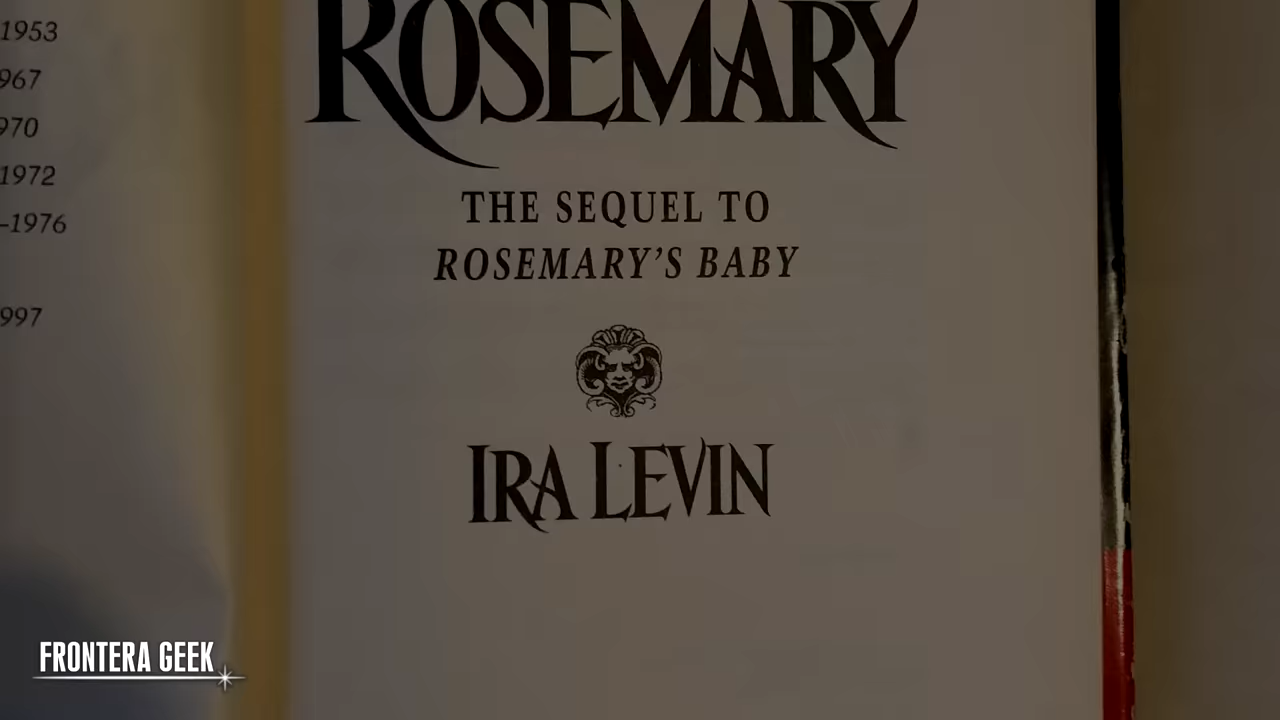 1953
967
970
1972
–1976
997
ROSEMARY
THE SEQUEL TO
ROSEMARY'S BABY
IRA LEVIN
FRONTERA GEEK